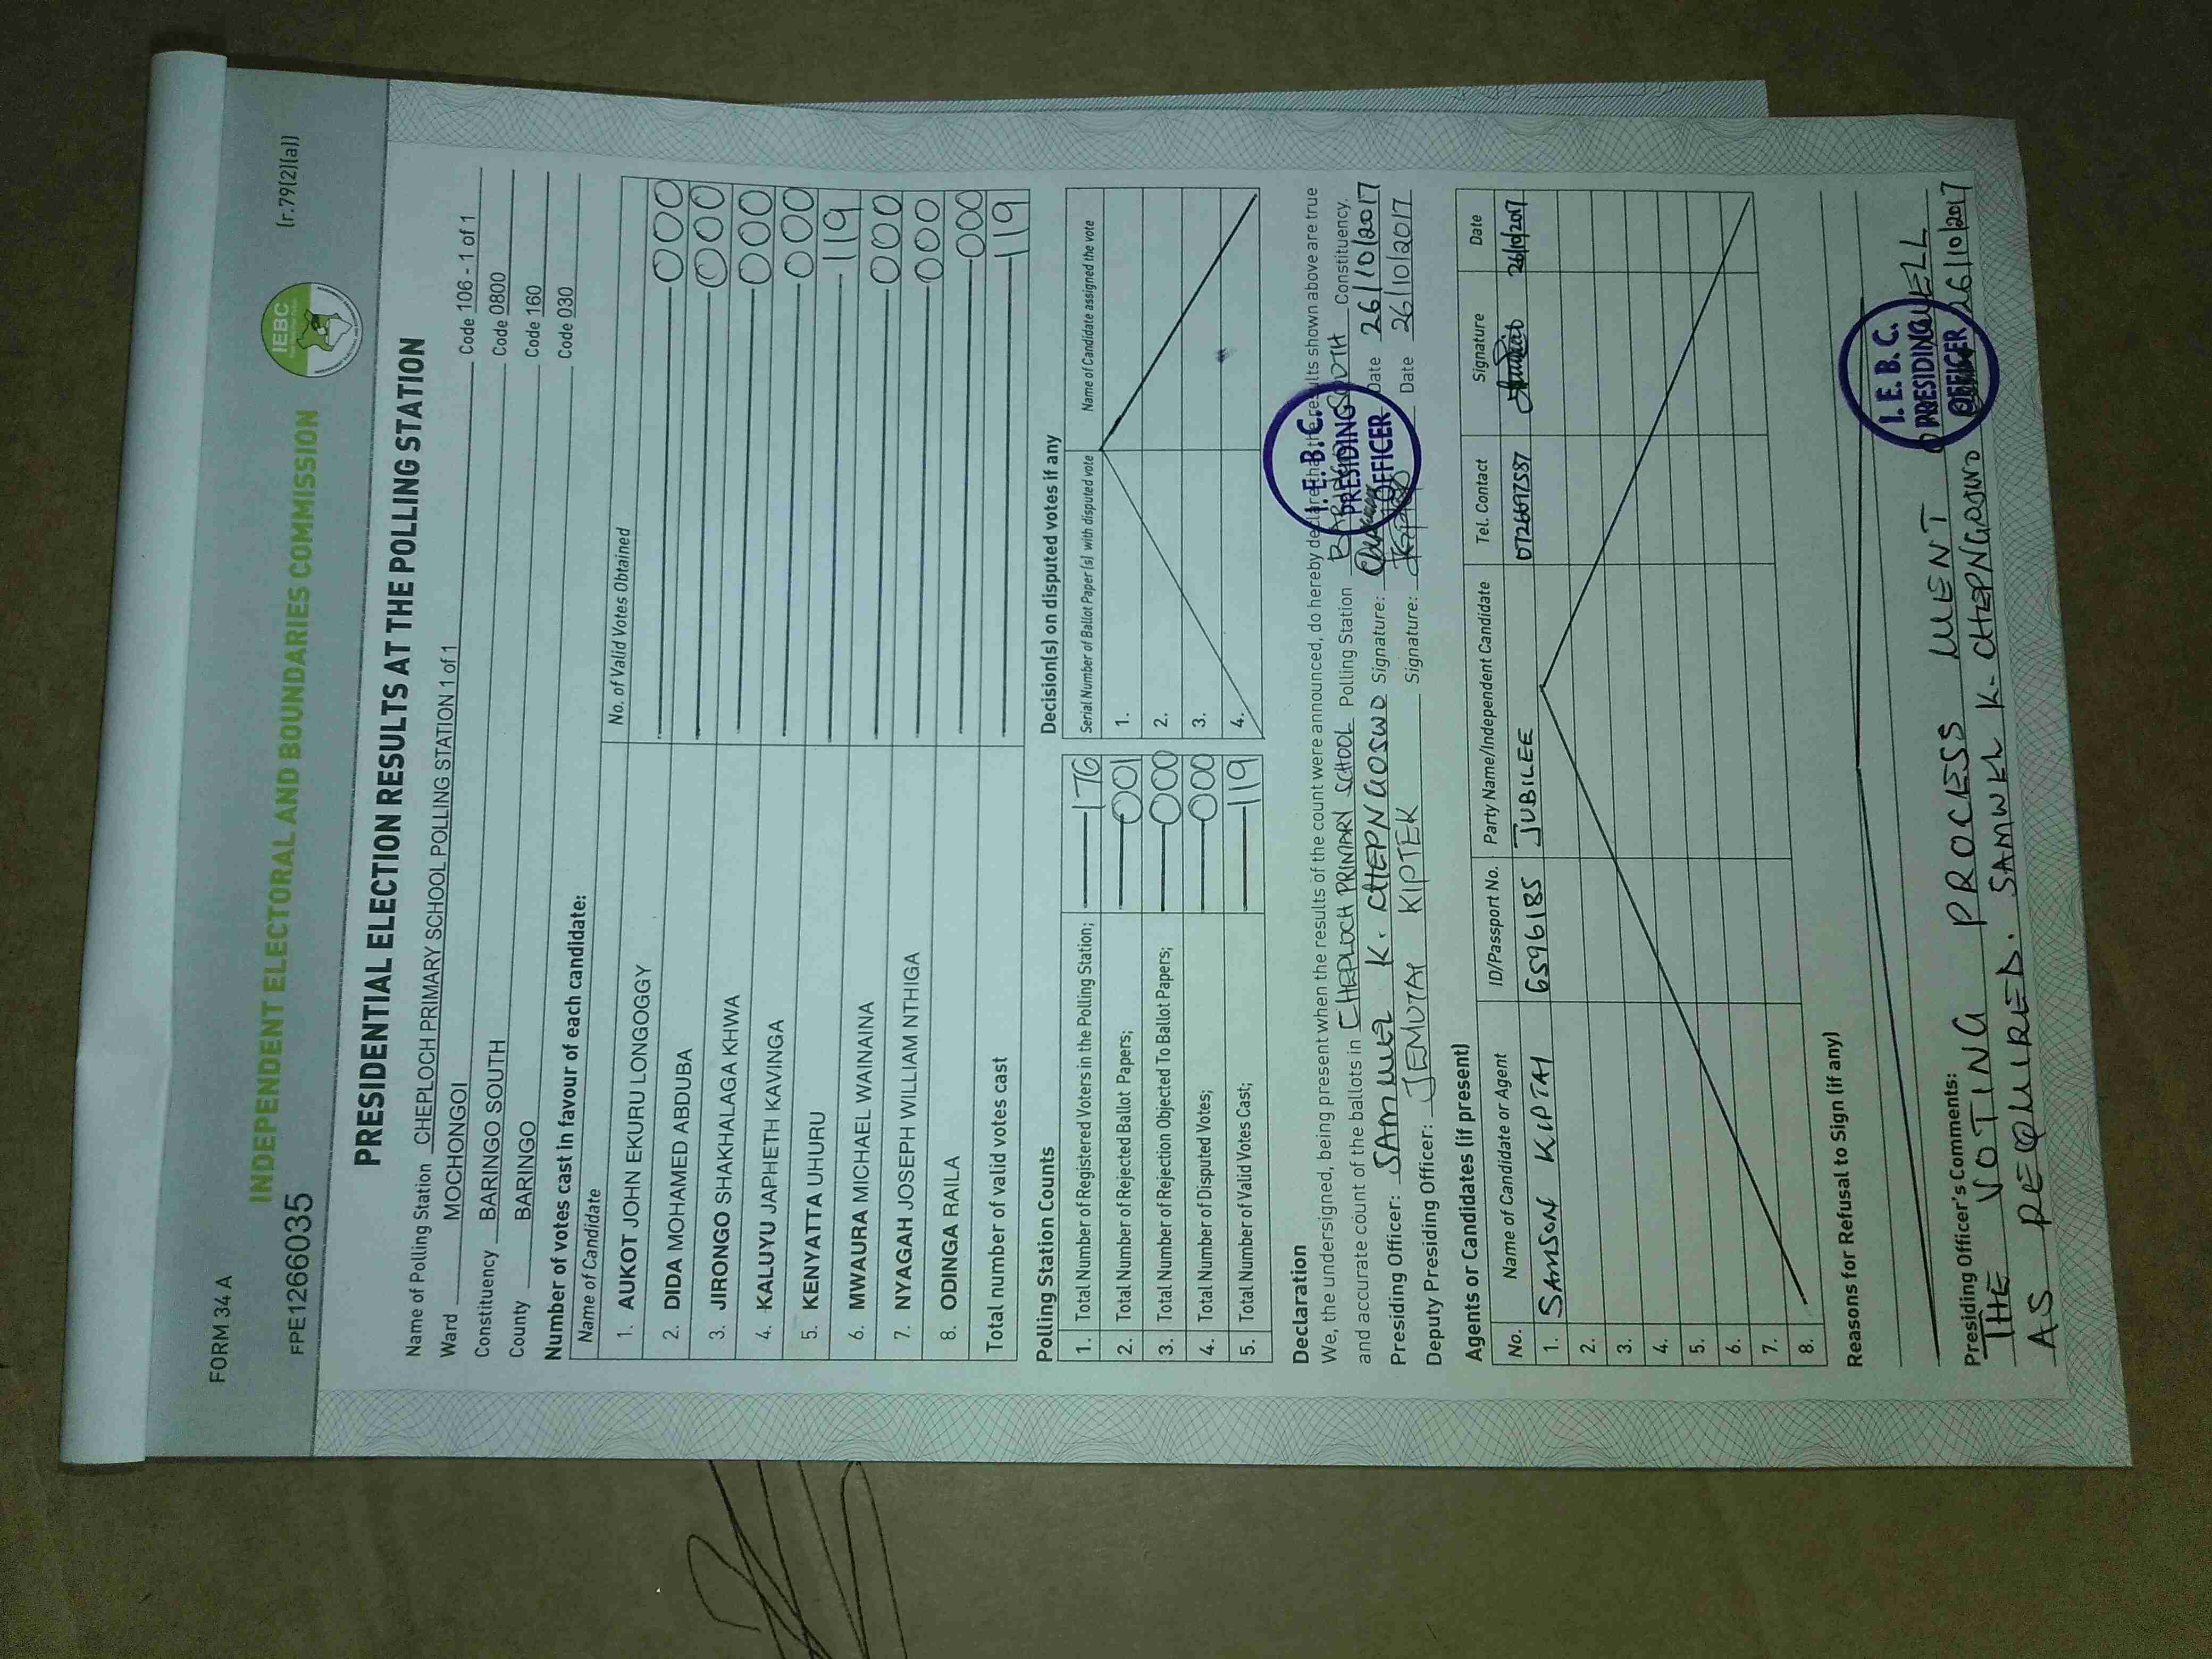 FORM 34 A
(r.79(2)(a))
IEBC
INDEPENDENT ELECTORAL AND BOUNDARIES COMMISSION
FPE1266035
PRESIDENTIAL ELECTION RESULTS AT THE POLLING STATION
Name of Polling Station CHEPLOCH PRIMARY SCHOOL POLLING STATION 1 of 1 Code 106 - 1 of 1
Ward MOCHONGOI Code 0800
Constituency BARINGO SOUTH Code 160
County BARINGO Code 030
Number of votes cast in favour of each candidate:
Name of Candidate No. of Valid Votes Obtained
1. AUKOT JOHN EKURU LONGOGGY 000
2. DIDA MOHAMED ABDUBA 000
3. JIRONGO SHAKHALAGA KHWA 000
4. KALUYU JAPHETH KAVINGA 000
5. KENYATTA UHURU 119
6. MWAURA MICHAEL WAINAINA 000
7. NYAGAH JOSEPH WILLIAM NTHIGA 000
8. ODINGA RAILA 000
Total number of valid votes cast 119
Polling Station Counts
1. Total Number of Registered Voters in the Polling Station; 176
2. Total Number of Rejected Ballot Papers; 001
3. Total Number of Rejection Objected To Ballot Papers; 000
4. Total Number of Disputed Votes; 000
5. Total Number of Valid Votes Cast; 119
Decision(s) on disputed votes if any
Serial Number of Ballot Paper (s) with disputed vote Name of Candidate assigned the vote
1.
2.
3.
4.
Declaration
We, the undersigned, being present when the results of the count were announced, do hereby declare that the results shown above are true
and accurate count of the ballots in CHEPLOCH PRIMARY SCHOOL Polling Station BARINGO SOUTH Constituency.
Presiding Officer: SAMUEL K. CHEPNGOSWO Signature: Date 26/10/2017
Deputy Presiding Officer: JEMUTAI KIPTEK Signature: Date 26/10/2017
I. E. B. C.
PRESIDING
OFFICER
Agents or Candidates (if present)
No. Name of Candidate or Agent ID/Passport No. Party Name/Independent Candidate Tel. Contact Signature Date
1. SAMSON KIPTAI 6596185 JUBILEE 0726697587 26/10/2017
2.
3.
4.
5.
6.
7.
8.
Reasons for Refusal to Sign (if any)
Presiding Officer's Comments:
THE VOTING PROCESS WENT WELL
AS REQUIRED. SAMUEL K. CHEPNGOSWO 26/10/2017
I. E. B. C.
PRESIDING
OFFICER